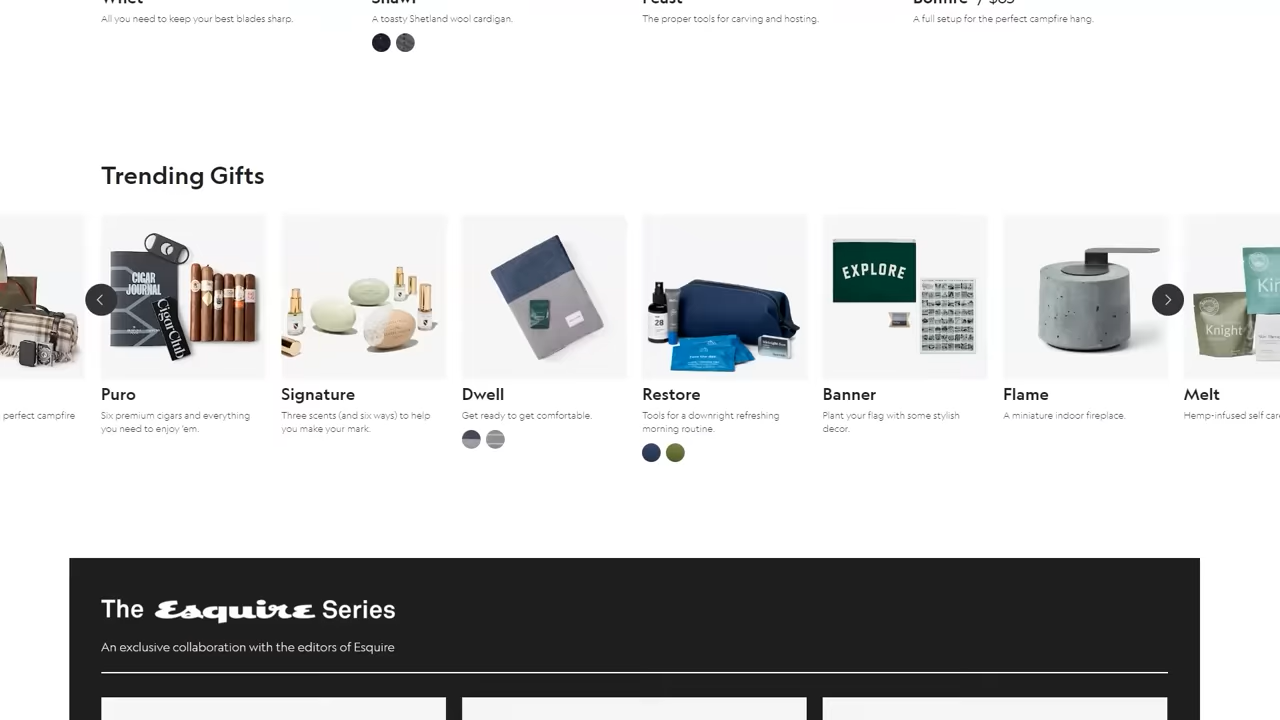 All you need to keep your best blades sharp.
A toasty Shetland wool cardigan.
The proper tools for carving and hosting.
Bonfire / $65
A full setup for the perfect campfire hang.
Trending Gifts
CIGAR
JOURNAL
CigarClub
28
EXPLORE
Knight
Kin
perfect campfire
Puro
Six premium cigars and everything
you need to enjoy 'em.
Signature
Three scents (and six ways) to help
you make your mark.
Dwell
Get ready to get comfortable.
Restore
Tools for a downright refreshing
morning routine.
Banner
Plant your flag with some stylish
decor.
Flame
A miniature indoor fireplace.
Melt
Hemp-infused self care
The Esquire Series
An exclusive collaboration with the editors of Esquire